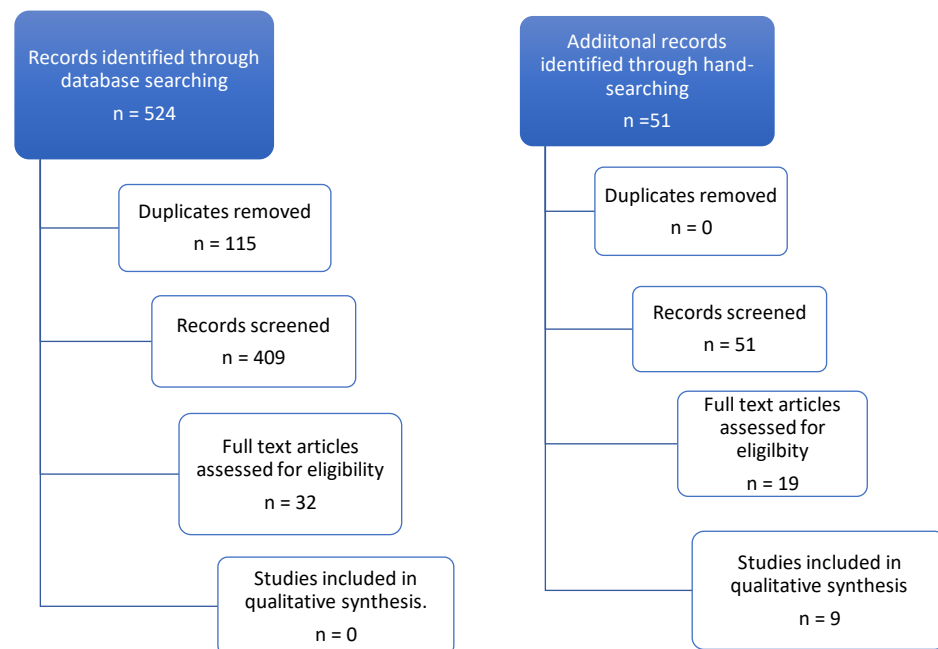 Records identified through
database searching
n = 524
Duplicates removed
n = 115
Records screened
n = 409
Full text articles
assessed for eligibility
n = 32
Studies included in
qualitative synthesis.
n = 0
Addiitonal records
identified through hand-
searching
n =51
Duplicates removed
n = 0
Records screened
n = 51
Full text articles
assessed for
eligilbity
n = 19
Studies included in
qualitative synthesis
n = 9